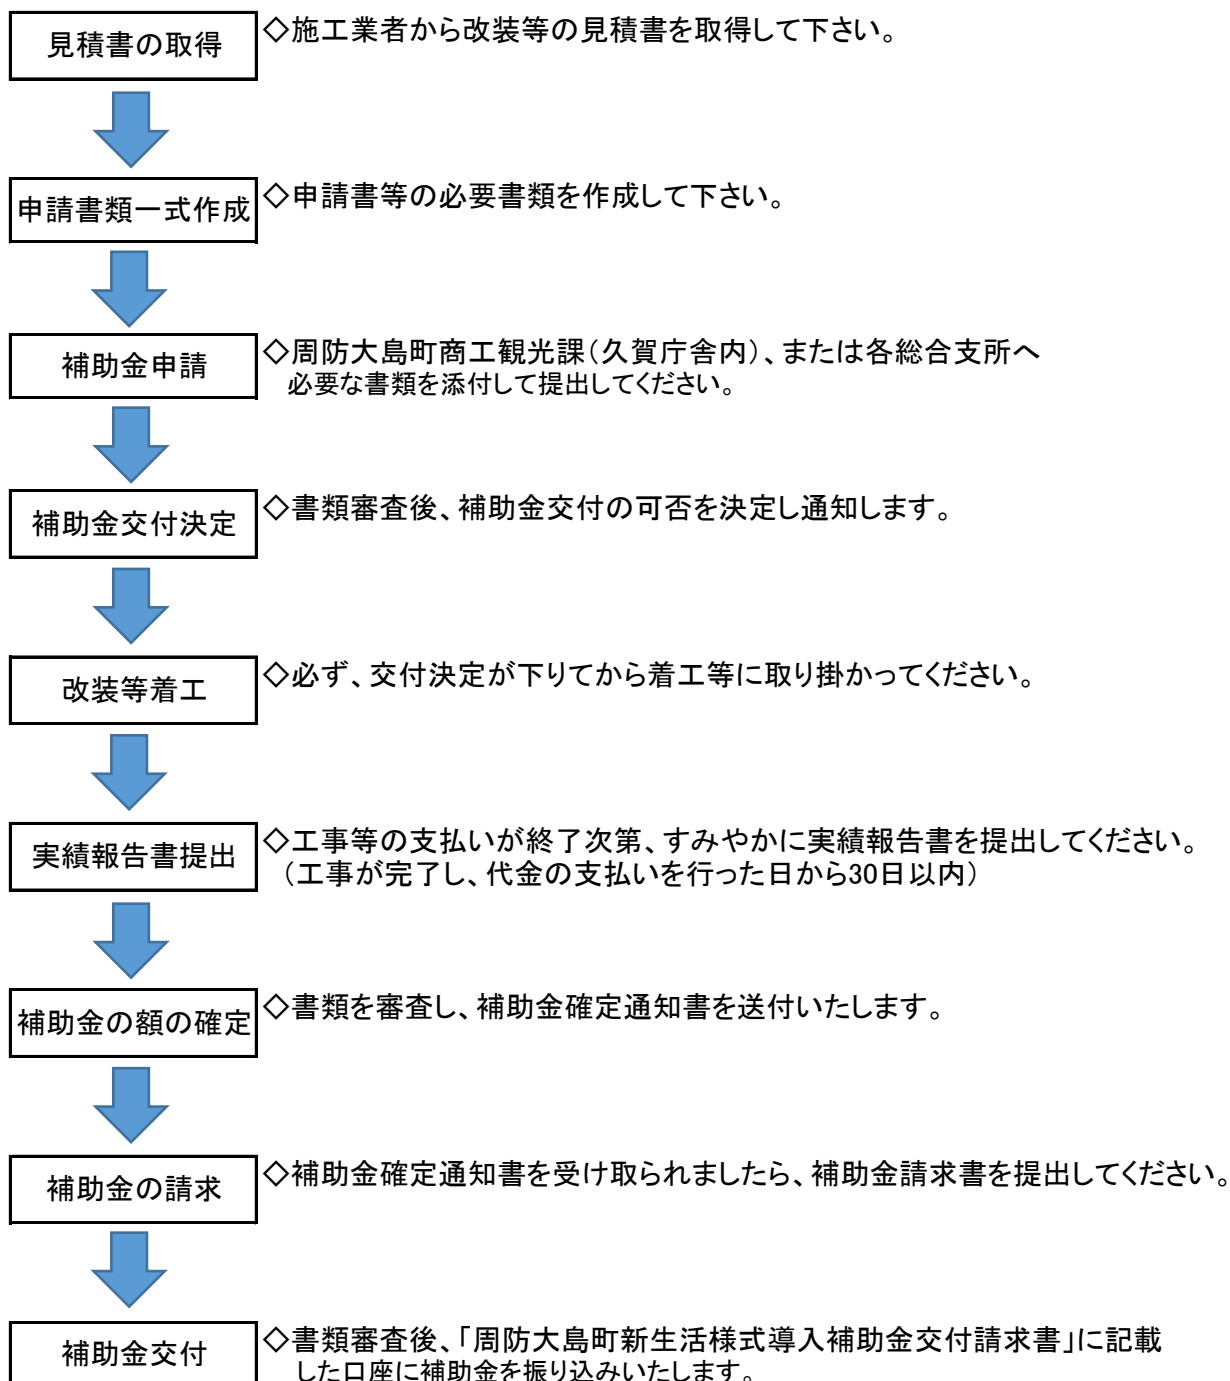 見積書の取得
◇施工業者から改装等の見積書を取得して下さい。
申請書類一式作成
◇申請書等の必要書類を作成して下さい。
補助金申請
◇周防大島町商工観光課(久賀庁舎内)、または各総合支所へ
必要な書類を添付して提出してください。
補助金交付決定
◇書類審査後、補助金交付の可否を決定し通知します。
改装等着工
◇必ず、交付決定が下りてから着工等に取り掛かってください。
実績報告書提出
◇工事等の支払いが終了次第、すみやかに実績報告書を提出してください。
(工事が完了し、代金の支払いを行った日から30日以内)
補助金の額の確定
◇書類を審査し、補助金確定通知書を送付いたします。
補助金の請求
◇補助金確定通知書を受け取られましたら、補助金請求書を提出してください。
補助金交付
◇書類審査後、「周防大島町新生活様式導入補助金交付請求書」に記載
した口座に補助金を振り込みいたします。